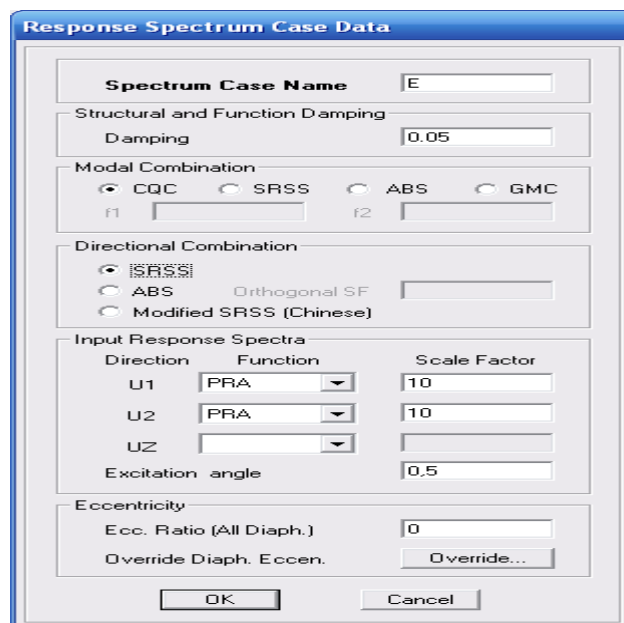 Response Spectrum Case Data
Spectrum Case Name E
Structural and Function Damping
Damping 0.05
Modal Combination
CQC SRSS ABS GMC
f1 f2
Directional Combination
SRSS
ABS Orthogonal SF
Modified SRSS (Chinese)
Input Response Spectra
Direction Function Scale Factor
U1 PRA 10
U2 PRA 10
UZ
Excitation angle 0,5
Eccentricity
Ecc. Ratio (All Diaph.) 0
Override Diaph. Eccen. Override...
OK Cancel